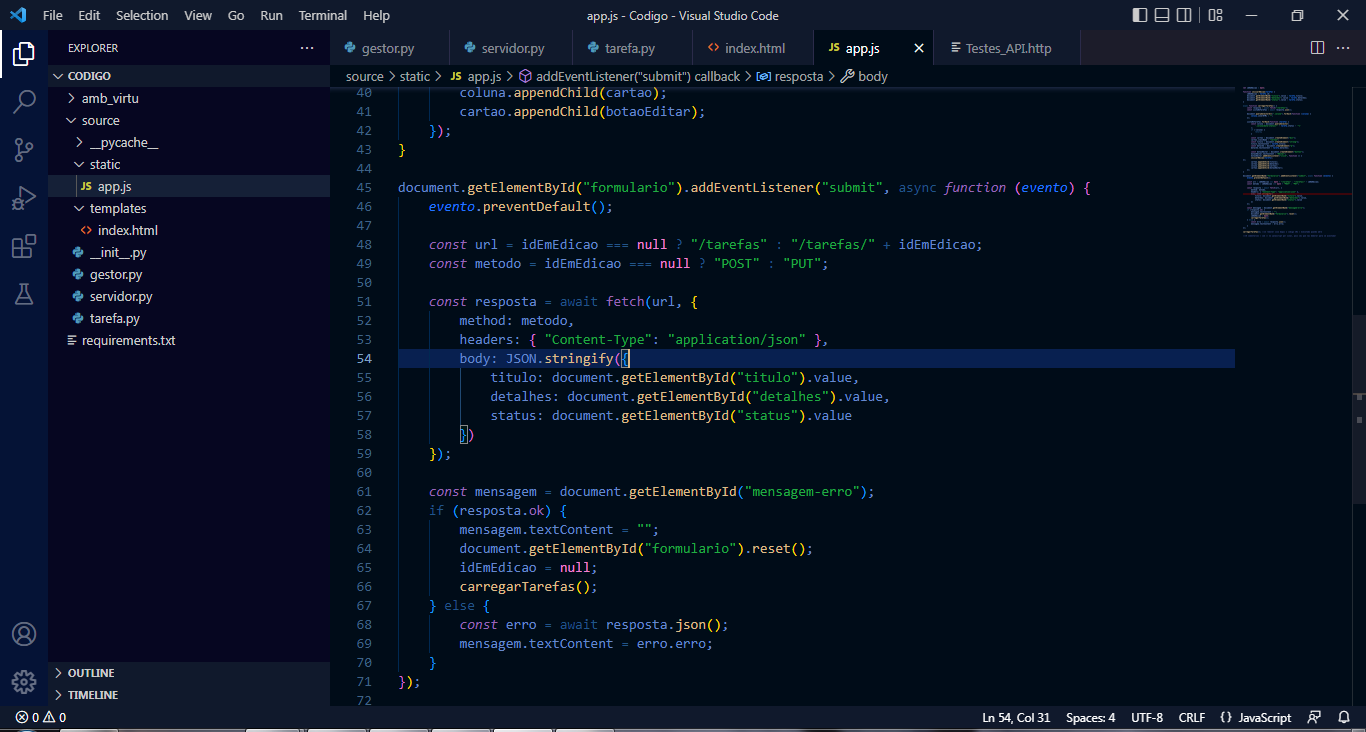 File Edit Selection View Go Run Terminal Help
app.js - Codigo - Visual Studio Code
EXPLORER
CODIGO
amb_virtu
source
__pycache__
static
JS app.js
templates
index.html
__init__.py
gestor.py
servidor.py
tarefa.py
requirements.txt
OUTLINE
TIMELINE
gestor.py servidor.py tarefa.py index.html JS app.js Testes_API.http
source > static > JS app.js > addEventListener("submit") callback > resposta > body
40 coluna.appendChild(cartao);
41 cartao.appendChild(botaoEditar);
42 });
43 }
44
45 document.getElementById("formulario").addEventListener("submit", async function (evento) {
46 evento.preventDefault();
47
48 const url = idEmEdicao === null ? "/tarefas" : "/tarefas/" + idEmEdicao;
49 const metodo = idEmEdicao === null ? "POST" : "PUT";
50
51 const resposta = await fetch(url, {
52 method: metodo,
53 headers: { "Content-Type": "application/json" },
54 body: JSON.stringify({
55 titulo: document.getElementById("titulo").value,
56 detalhes: document.getElementById("detalhes").value,
57 status: document.getElementById("status").value
58 })
59 });
60
61 const mensagem = document.getElementById("mensagem-erro");
62 if (resposta.ok) {
63 mensagem.textContent = "";
64 document.getElementById("formulario").reset();
65 idEmEdicao = null;
66 carregarTarefas();
67 } else {
68 const erro = await resposta.json();
69 mensagem.textContent = erro.erro;
70 }
71 });
72
0 0
Ln 54, Col 31 Spaces: 4 UTF-8 CRLF {} JavaScript